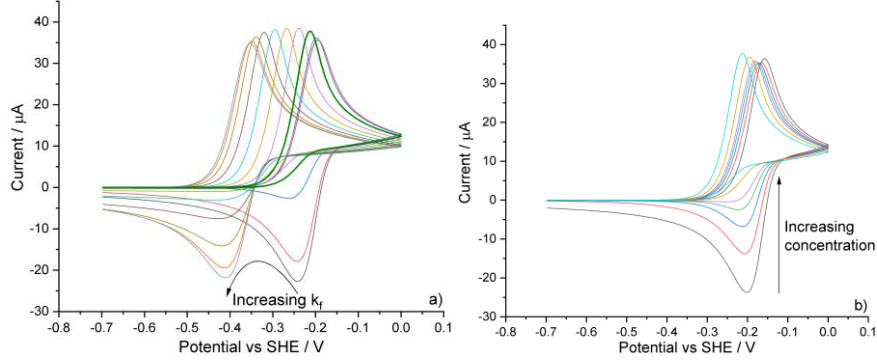 40
30
20
10
0
-10
-20
-30
Current / μA
-0.8 -0.7 -0.6 -0.5 -0.4 -0.3 -0.2 -0.1 0.0 0.1
Potential vs SHE / V
Increasing kf
a)
40
30
20
10
0
-10
-20
-30
Current / μA
-0.8 -0.7 -0.6 -0.5 -0.4 -0.3 -0.2 -0.1 0.0 0.1
Potential vs SHE / V
Increasing
concentration
b)